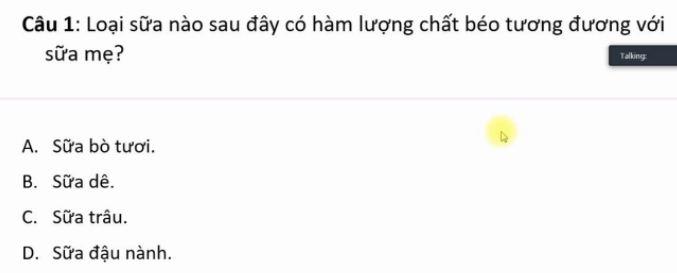 Câu 1: Loại sữa nào sau đây có hàm lượng chất béo tương đương với
sữa mẹ?
Talking:
A. Sữa bò tươi.
B. Sữa dê.
C. Sữa trâu.
D. Sữa đậu nành.